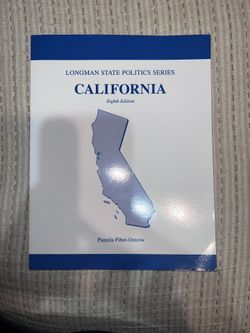 LONGMAN STATE POLITICS SERIES
CALIFORNIA
Eighth Edition
Pamela Fiber-Ostrow